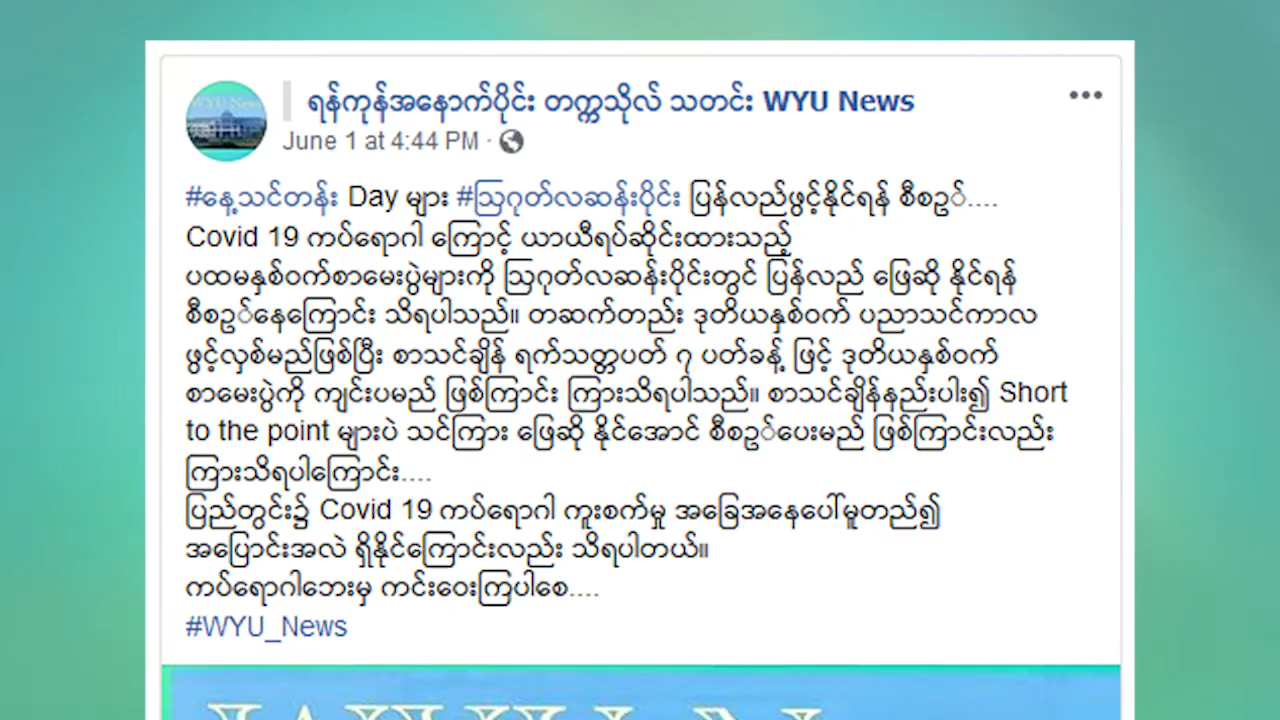 WYU News
ရန်ကုန်အနောက်ပိုင်း တက္ကသိုလ် သတင်း WYU News
June 1 at 4:44 PM ·
#နေ့သင်တန်း Day များ #ဩဂုတ်လဆန်းပိုင်း ပြန်လည်ဖွင့်နိုင်ရန် စီစဥ်....
Covid 19 ကပ်ရောဂါ ကြောင့် ယာယီရပ်ဆိုင်းထားသည့်
ပထမနှစ်ဝက်စာမေးပွဲများကို ဩဂုတ်လဆန်းပိုင်းတွင် ပြန်လည် ဖြေဆို နိုင်ရန်
စီစဥ်နေကြောင်း သိရပါသည်။ တဆက်တည်း ဒုတိယနှစ်ဝက် ပညာသင်ကာလ
ဖွင့်လှစ်မည်ဖြစ်ပြီး စာသင်ချိန် ရက်သတ္တပတ် ၇ ပတ်ခန့် ဖြင့် ဒုတိယနှစ်ဝက်
စာမေးပွဲကို ကျင်းပမည် ဖြစ်ကြာင်း ကြားသိရပါသည်။ စာသင်ချိန်နည်းပါး၍ Short
to the point များပဲ သင်ကြား ဖြေဆို နိုင်အောင် စီစဥ်ပေးမည် ဖြစ်ကြာင်းလည်း
ကြားသိရပါကြောင်း....
ပြည်တွင်း၌ Covid 19 ကပ်ရောဂါ ကူးစက်မှု အခြေအနေပေါ်မူတည်၍
အပြောင်းအလဲ ရှိနိုင်ကြောင်းလည်း သိရပါတယ်။
ကပ်ရောဂါဘေးမှ ကင်းဝေးကြပါစေ....
#WYU_News